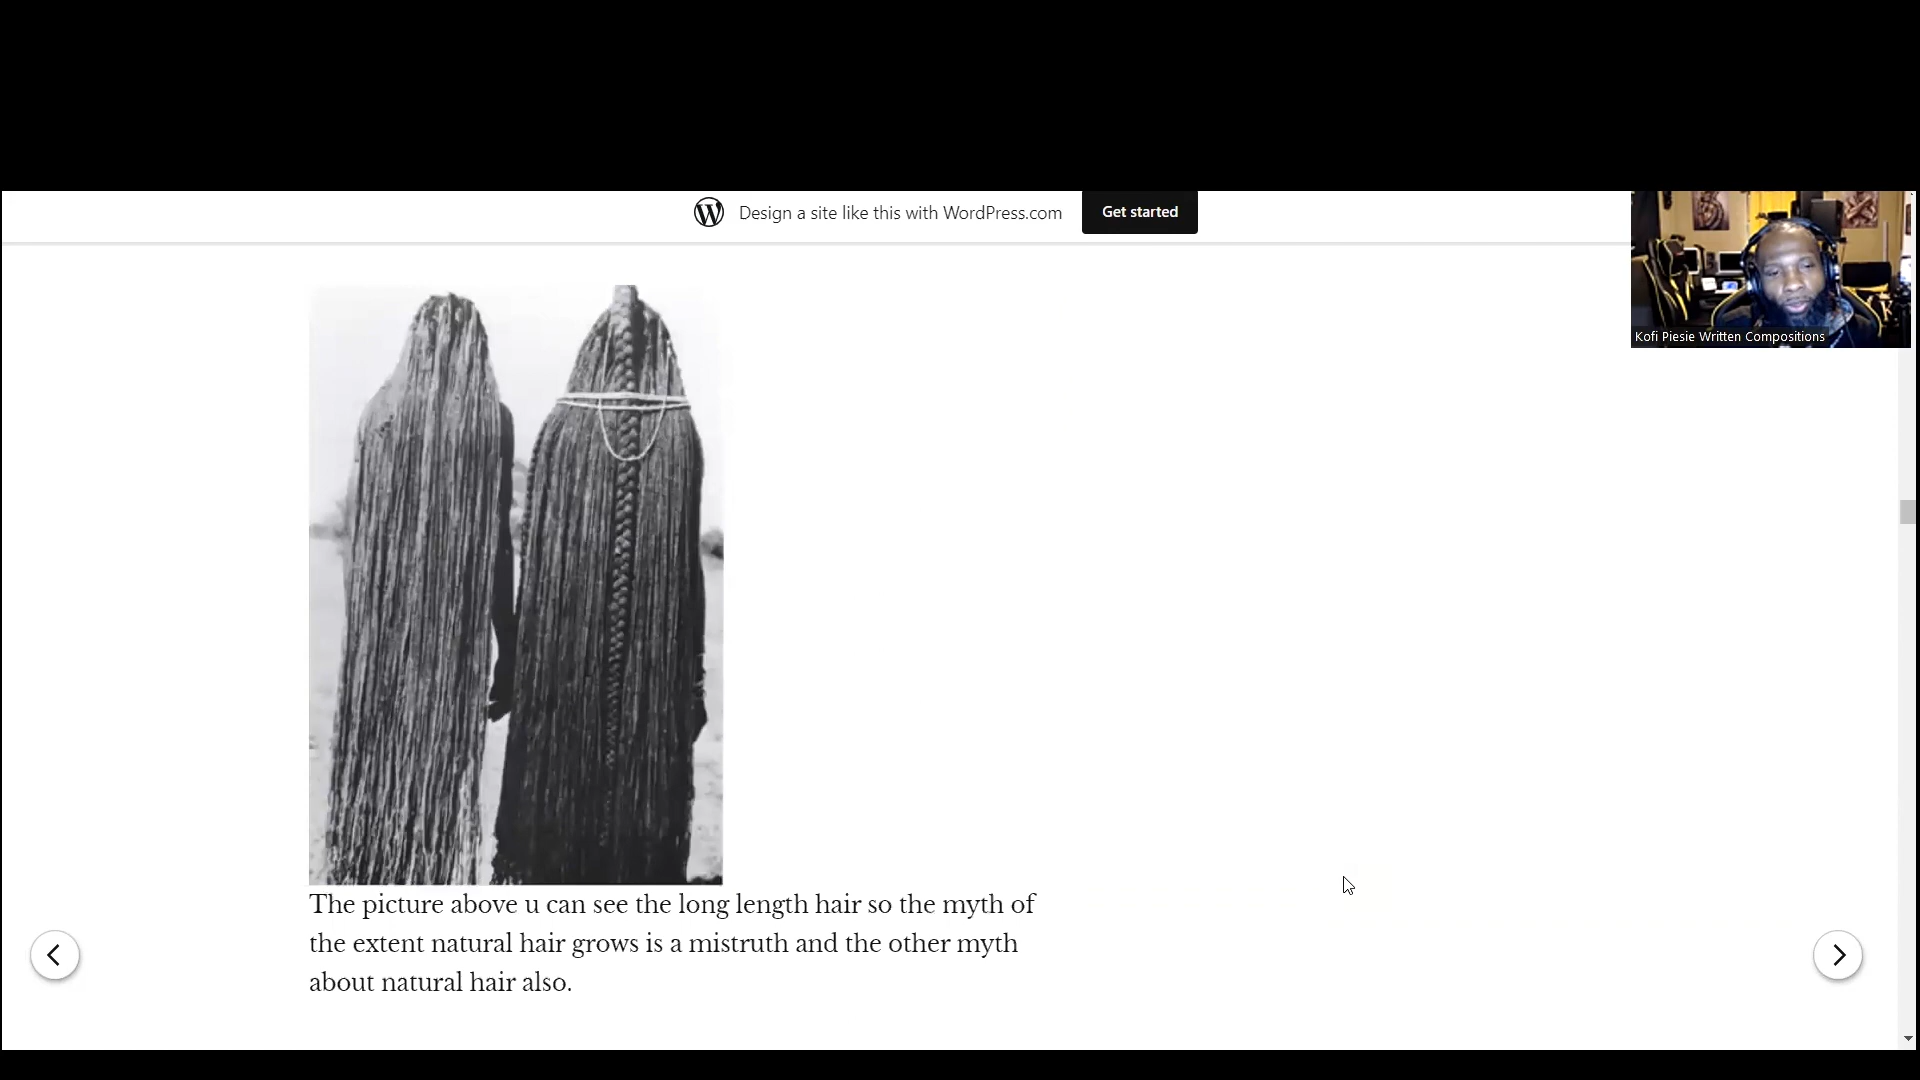 Design a site like this with WordPress.com
Get started
Kofi Piesie Written Compositions
The picture above u can see the long length hair so the myth of
the extent natural hair grows is a mistruth and the other myth
about natural hair also.